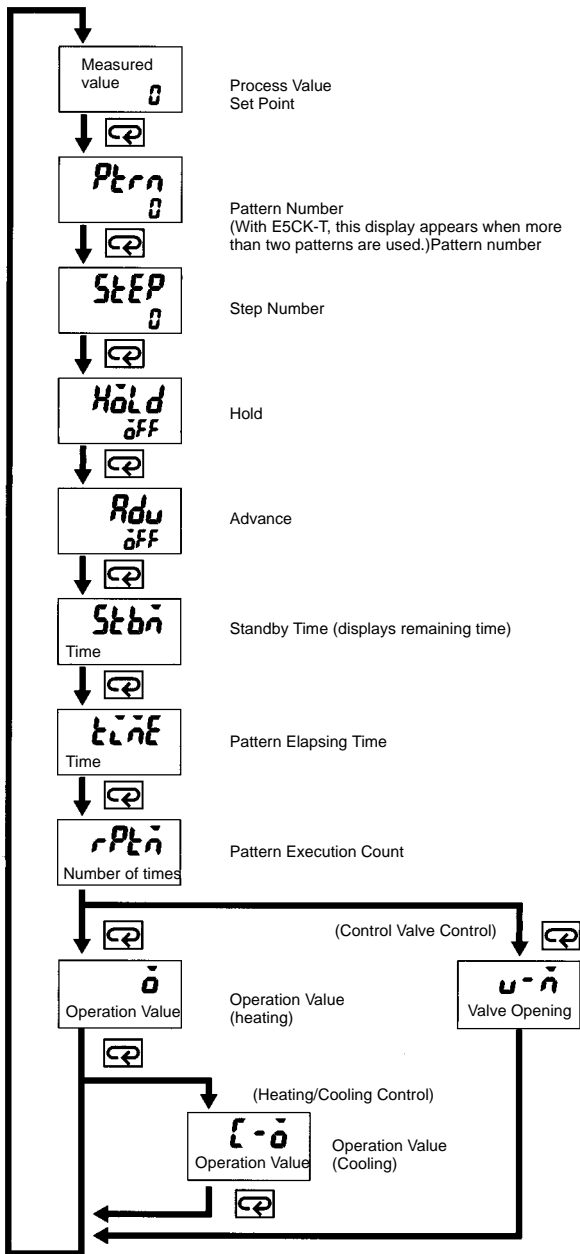 Measured
value
0
Process Value
Set Point
Ptrn
0
Pattern Number
(With E5CK-T, this display appears when more
than two patterns are used.)Pattern number
StEP
0
Step Number
HoLd
oFF
Hold
Adv
oFF
Advance
Stbm
Time
Standby Time (displays remaining time)
timE
Time
Pattern Elapsing Time
rPtm
Number of times
Pattern Execution Count
(Control Valve Control)
o
Operation Value
Operation Value
(heating)
v-m
Valve Opening
(Heating/Cooling Control)
C-o
Operation Value
Operation Value
(Cooling)